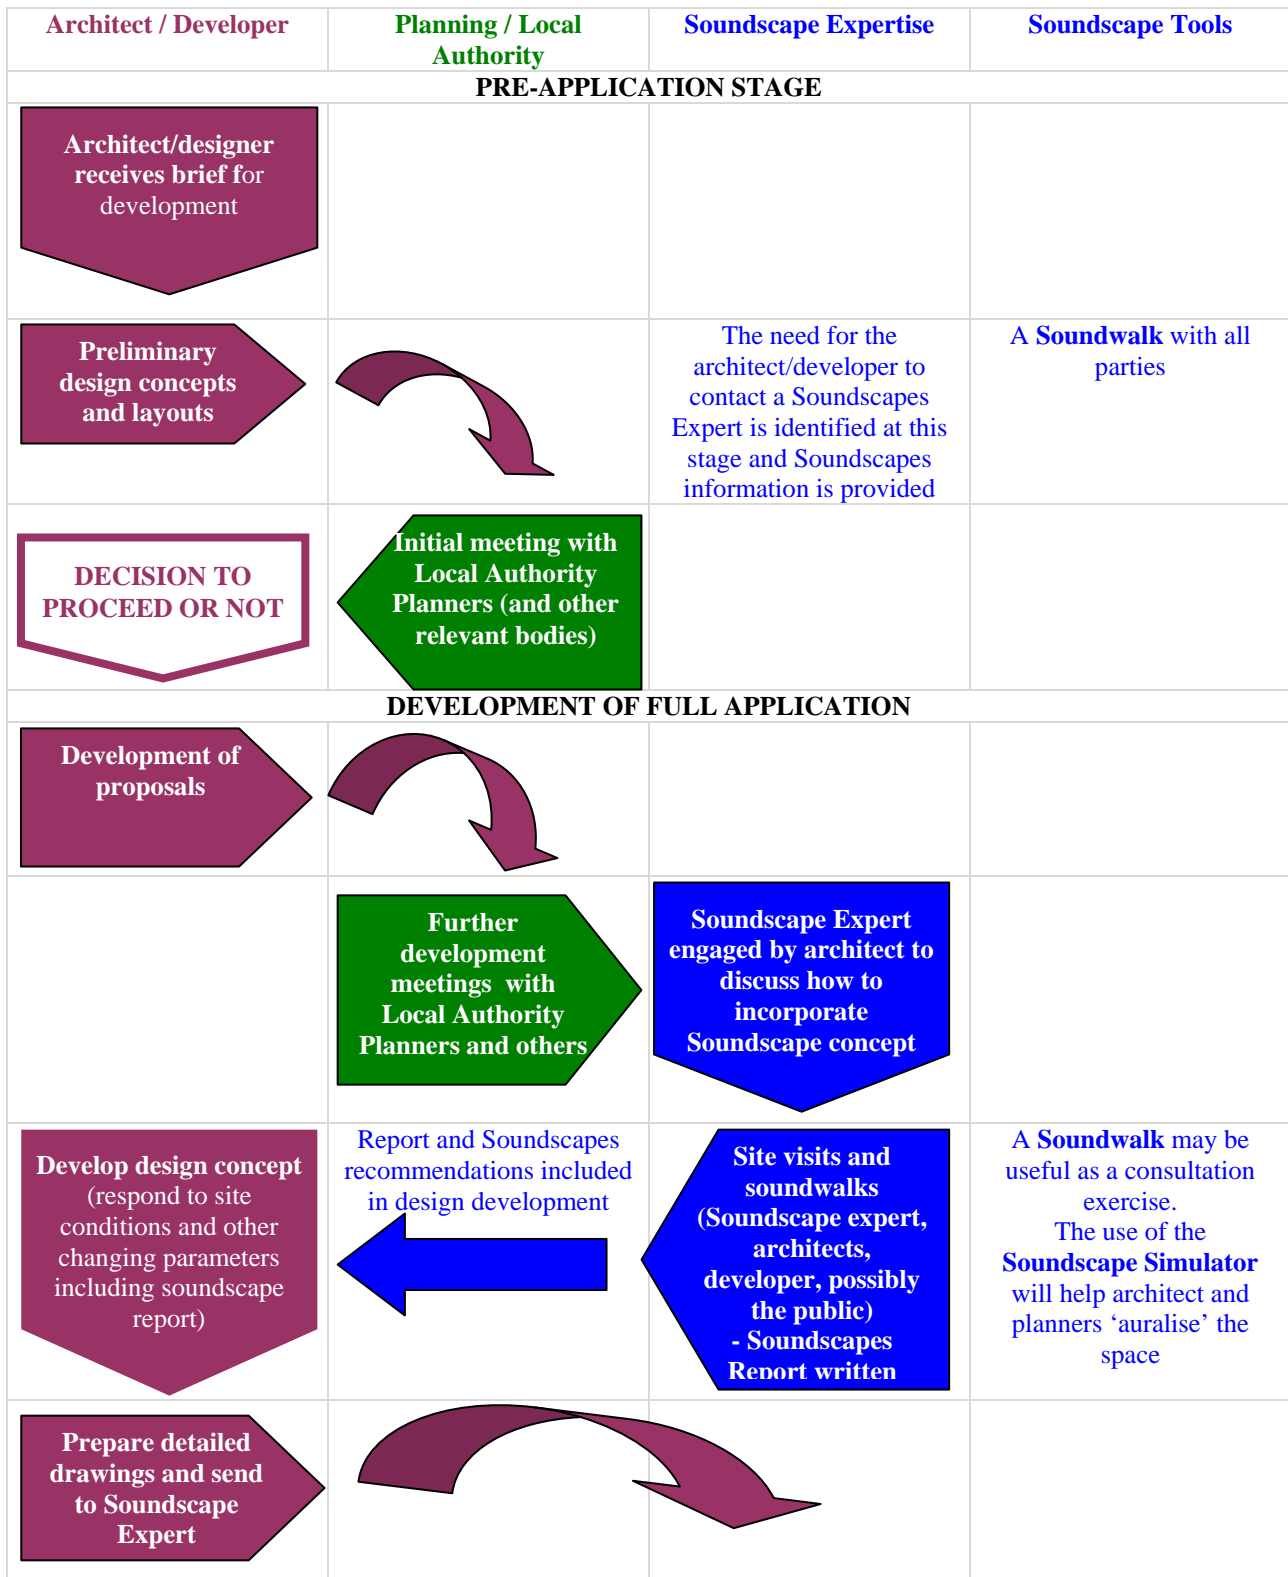 Architect / Developer
Planning / Local
Authority
Soundscape Expertise
Soundscape Tools
PRE-APPLICATION STAGE
Architect/designer
receives brief for
development
Preliminary
design concepts
and layouts
The need for the
architect/developer to
contact a Soundscapes
Expert is identified at this
stage and Soundscapes
information is provided
A Soundwalk with all
parties
DECISION TO
PROCEED OR NOT
Initial meeting with
Local Authority
Planners (and other
relevant bodies)
DEVELOPMENT OF FULL APPLICATION
Development of
proposals
Further
development
meetings with
Local Authority
Planners and others
Soundscape Expert
engaged by architect to
discuss how to
incorporate
Soundscape concept
Develop design concept
(respond to site
conditions and other
changing parameters
including soundscape
report)
Report and Soundscapes
recommendations included
in design development
Site visits and
soundwalks
(Soundscape expert,
architects,
developer, possibly
the public)
- Soundscapes
Report written
A Soundwalk may be
useful as a consultation
exercise.
The use of the
Soundscape Simulator
will help architect and
planners ‘auralise’ the
space
Prepare detailed
drawings and send
to Soundscape
Expert